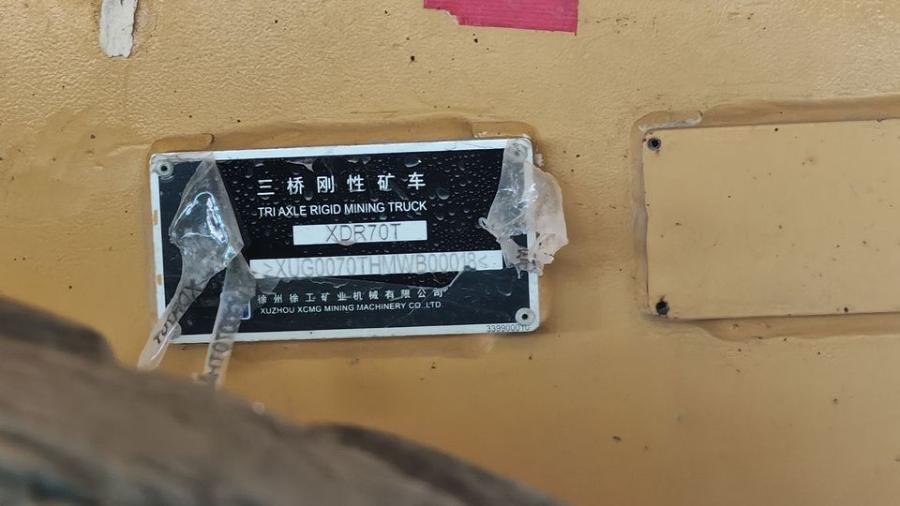 三桥刚性矿车
TRI AXLE RIGID MINING TRUCK
XDR70T
>XUG0070THMWB00018<
徐州徐工矿业机械有限公司
XUZHOU XCMG MINING MACHINERY CO.,LTD